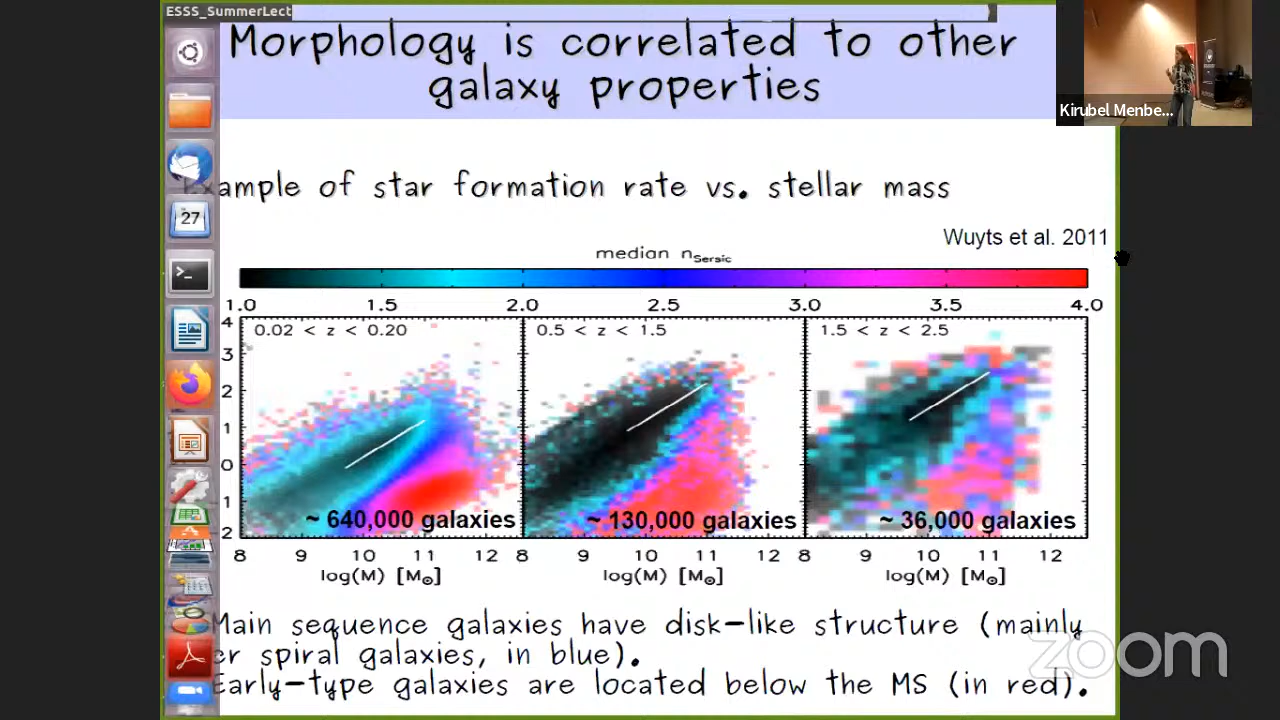 ESSS_SummerLect
Morphology is correlated to other
galaxy properties
Kirubel Menbe...
27
Example of star formation rate vs. stellar mass
Wuyts et al. 2011
median nSersic
1.0 1.5 2.0 2.5 3.0 3.5 4.0
0.02 < z < 0.20 0.5 < z < 1.5 1.5 < z < 2.5
4
3
2
1
0
1
2
~ 640,000 galaxies ~ 130,000 galaxies ~ 36,000 galaxies
8 9 10 11 12 8 9 10 11 12 8 9 10 11 12
log(M) [M⊙] log(M) [M⊙] log(M) [M⊙]
Main sequence galaxies have disk-like structure (mainly
or spiral galaxies, in blue).
Early-type galaxies are located below the MS (in red).
zoom